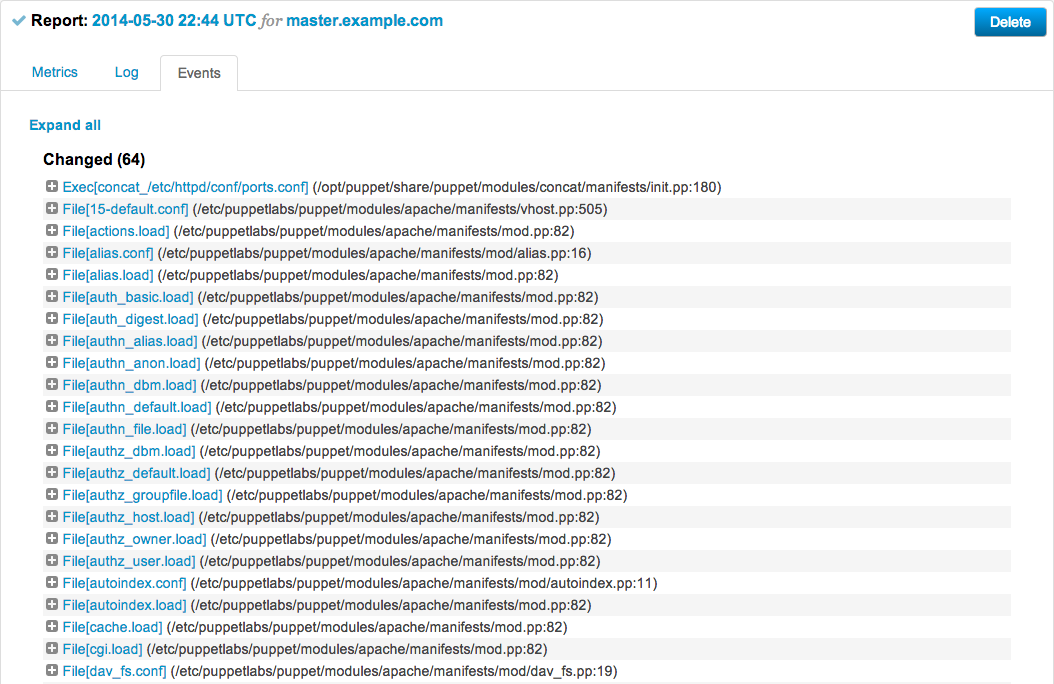 Report: 2014-05-30 22:44 UTC for master.example.com
Delete
Metrics Log Events
Expand all
Changed (64)
Exec[concat_/etc/httpd/conf/ports.conf] (/opt/puppet/share/puppet/modules/concat/manifests/init.pp:180)
File[15-default.conf] (/etc/puppetlabs/puppet/modules/apache/manifests/vhost.pp:505)
File[actions.load] (/etc/puppetlabs/puppet/modules/apache/manifests/mod.pp:82)
File[alias.conf] (/etc/puppetlabs/puppet/modules/apache/manifests/mod/alias.pp:16)
File[alias.load] (/etc/puppetlabs/puppet/modules/apache/manifests/mod.pp:82)
File[auth_basic.load] (/etc/puppetlabs/puppet/modules/apache/manifests/mod.pp:82)
File[auth_digest.load] (/etc/puppetlabs/puppet/modules/apache/manifests/mod.pp:82)
File[authn_alias.load] (/etc/puppetlabs/puppet/modules/apache/manifests/mod.pp:82)
File[authn_anon.load] (/etc/puppetlabs/puppet/modules/apache/manifests/mod.pp:82)
File[authn_dbm.load] (/etc/puppetlabs/puppet/modules/apache/manifests/mod.pp:82)
File[authn_default.load] (/etc/puppetlabs/puppet/modules/apache/manifests/mod.pp:82)
File[authn_file.load] (/etc/puppetlabs/puppet/modules/apache/manifests/mod.pp:82)
File[authz_dbm.load] (/etc/puppetlabs/puppet/modules/apache/manifests/mod.pp:82)
File[authz_default.load] (/etc/puppetlabs/puppet/modules/apache/manifests/mod.pp:82)
File[authz_groupfile.load] (/etc/puppetlabs/puppet/modules/apache/manifests/mod.pp:82)
File[authz_host.load] (/etc/puppetlabs/puppet/modules/apache/manifests/mod.pp:82)
File[authz_owner.load] (/etc/puppetlabs/puppet/modules/apache/manifests/mod.pp:82)
File[authz_user.load] (/etc/puppetlabs/puppet/modules/apache/manifests/mod.pp:82)
File[autoindex.conf] (/etc/puppetlabs/puppet/modules/apache/manifests/mod/autoindex.pp:11)
File[autoindex.load] (/etc/puppetlabs/puppet/modules/apache/manifests/mod.pp:82)
File[cache.load] (/etc/puppetlabs/puppet/modules/apache/manifests/mod.pp:82)
File[cgi.load] (/etc/puppetlabs/puppet/modules/apache/manifests/mod.pp:82)
File[dav_fs.conf] (/etc/puppetlabs/puppet/modules/apache/manifests/mod/dav_fs.pp:19)